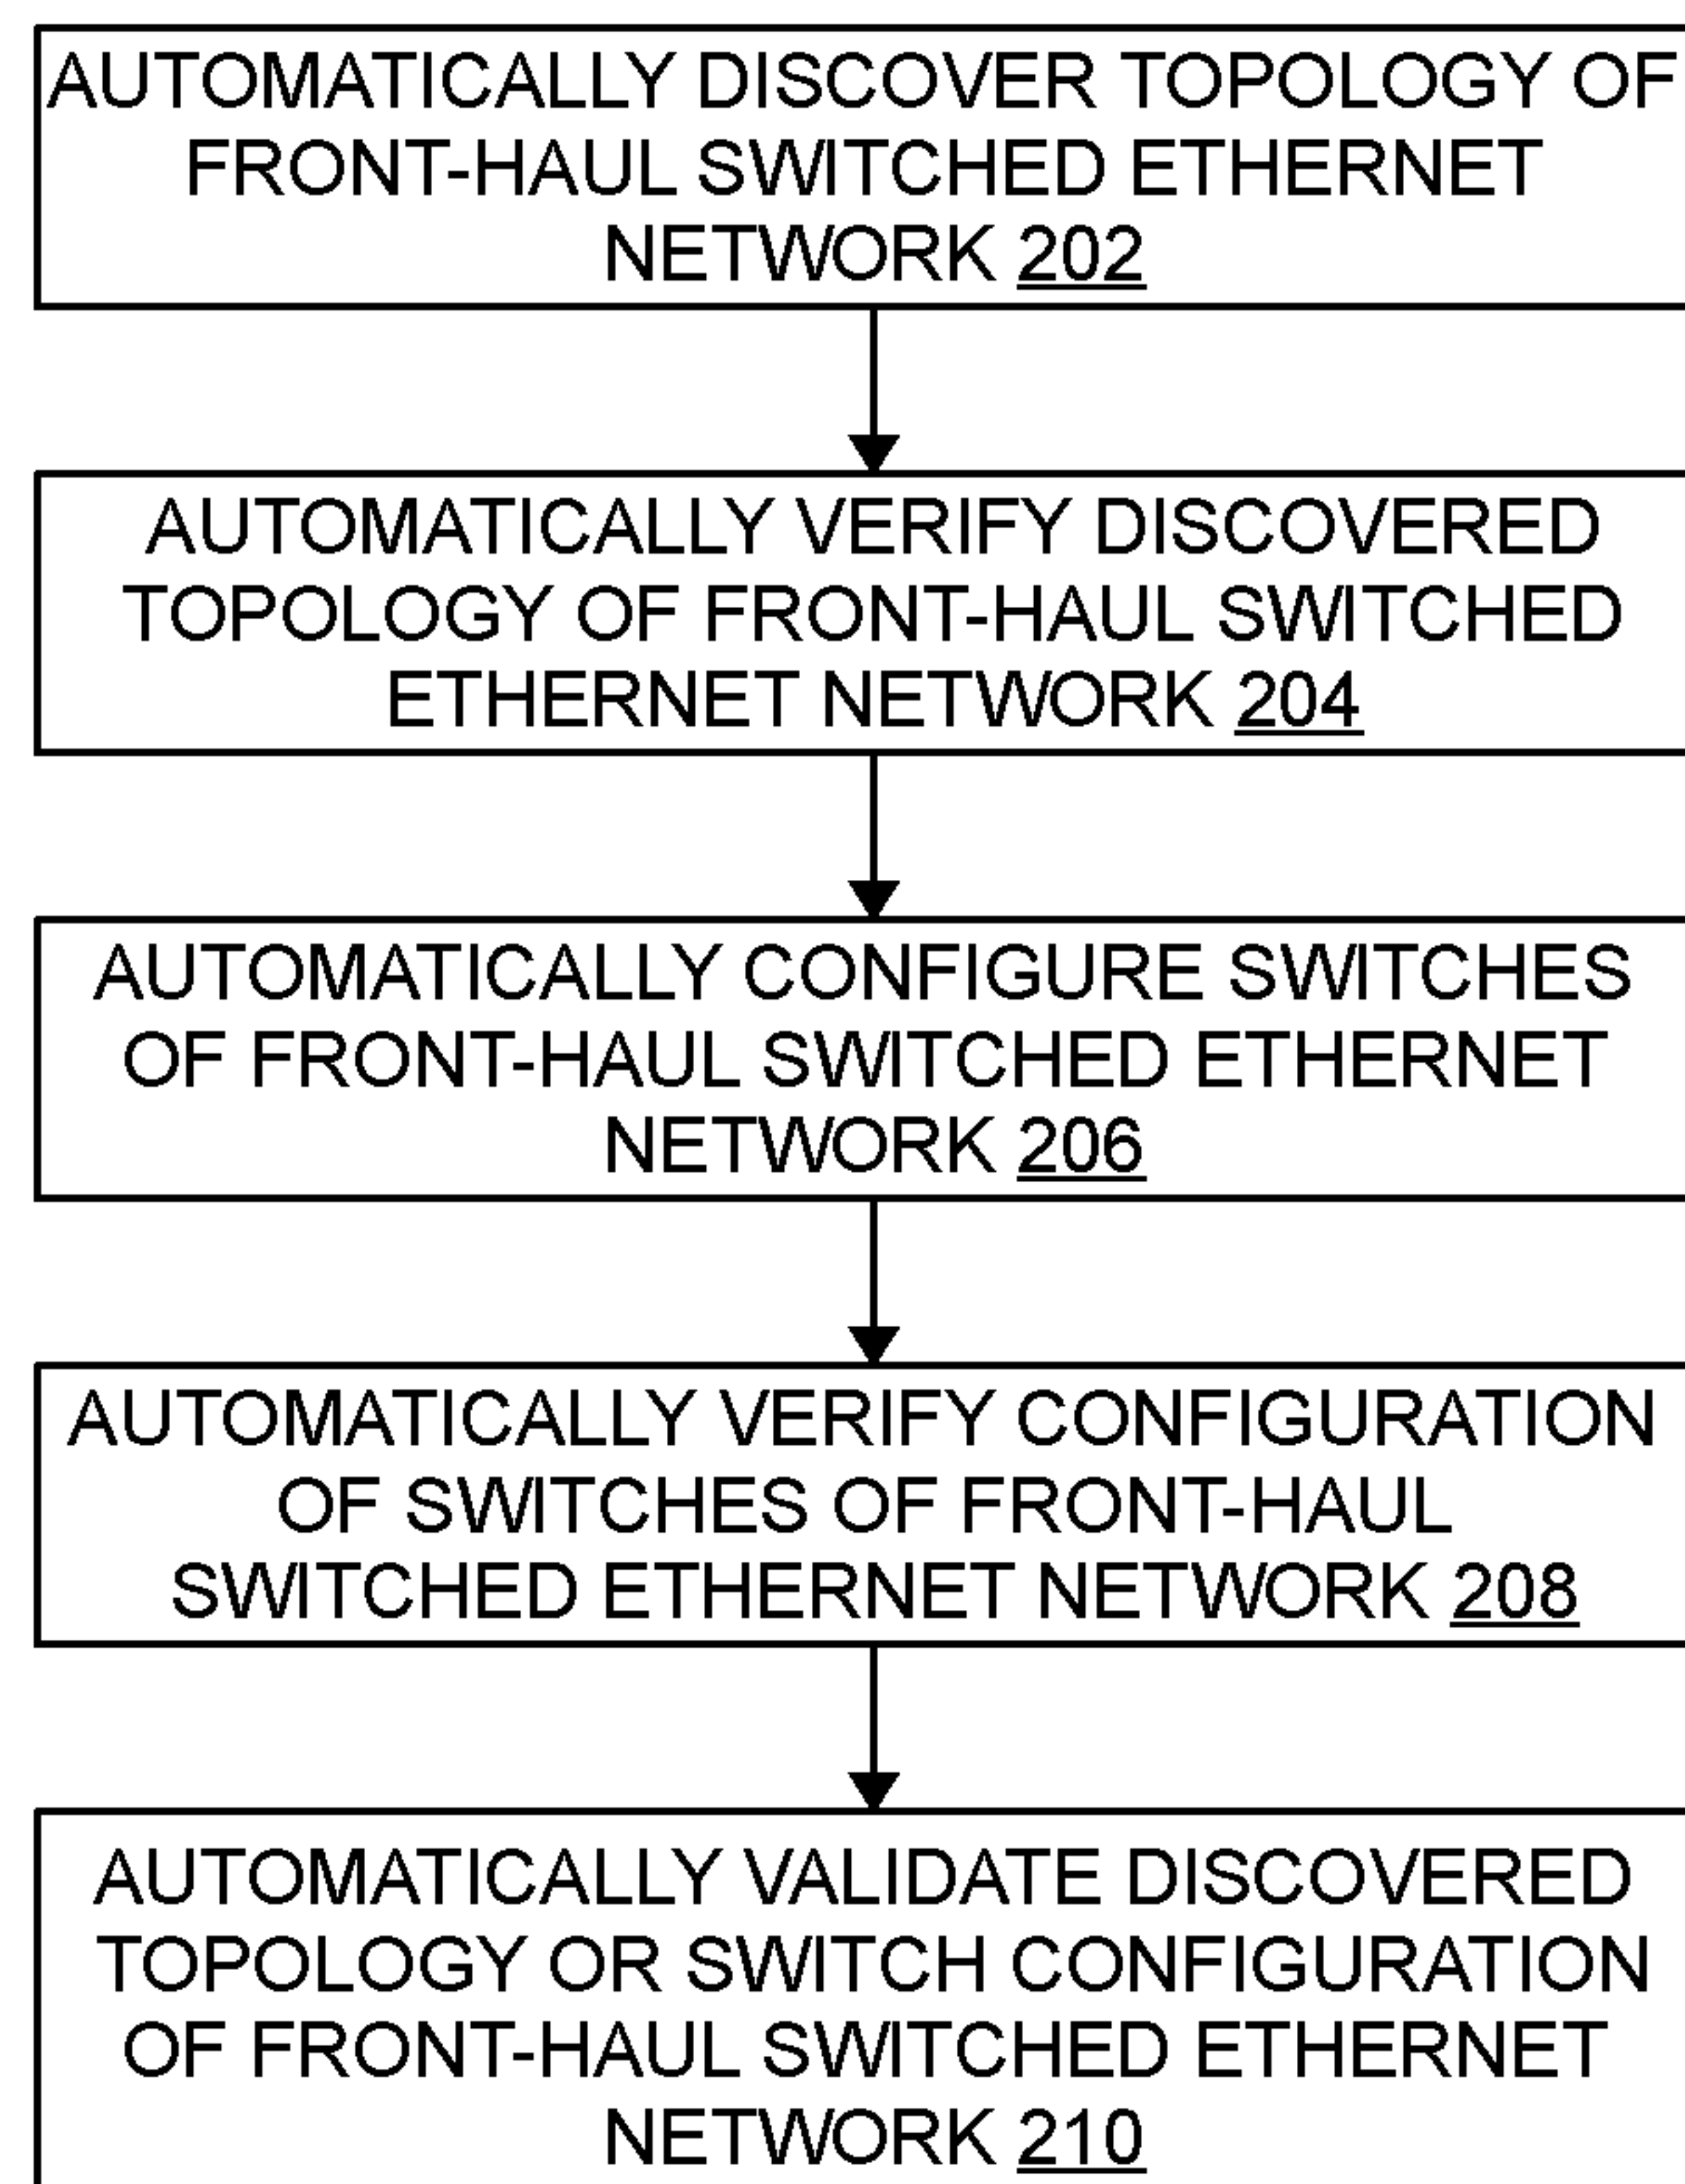 AUTOMATICALLY DISCOVER TOPOLOGY OF
FRONT-HAUL SWITCHED ETHERNET
NETWORK 202
AUTOMATICALLY VERIFY DISCOVERED
TOPOLOGY OF FRONT-HAUL SWITCHED
ETHERNET NETWORK 204
AUTOMATICALLY CONFIGURE SWITCHES
OF FRONT-HAUL SWITCHED ETHERNET
NETWORK 206
AUTOMATICALLY VERIFY CONFIGURATION
OF SWITCHES OF FRONT-HAUL
SWITCHED ETHERNET NETWORK 208
AUTOMATICALLY VALIDATE DISCOVERED
TOPOLOGY OR SWITCH CONFIGURATION
OF FRONT-HAUL SWITCHED ETHERNET
NETWORK 210